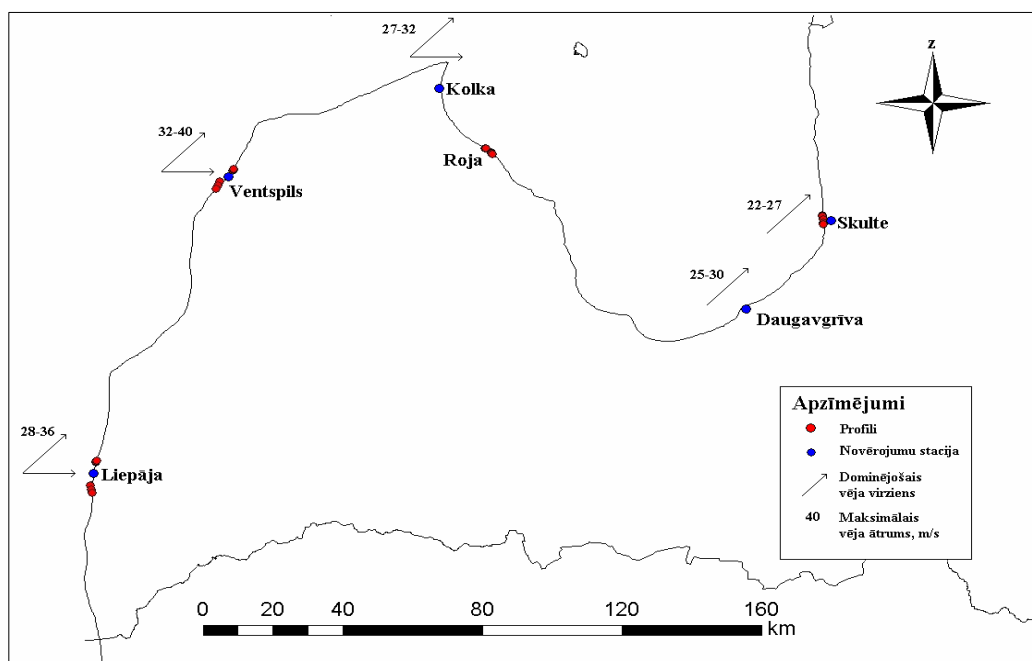 27-32
z
Kolka
32-40
Roja
Ventspils
22-27
Skulte
25-30
Daugavgrīva
Apzīmējumi
Profili
Novērojumu stacija
Dominējošais
vēja virziens
40 Maksimālais
vēja ātrums, m/s
28-36
Liepāja
0 20 40 80 120 160
km